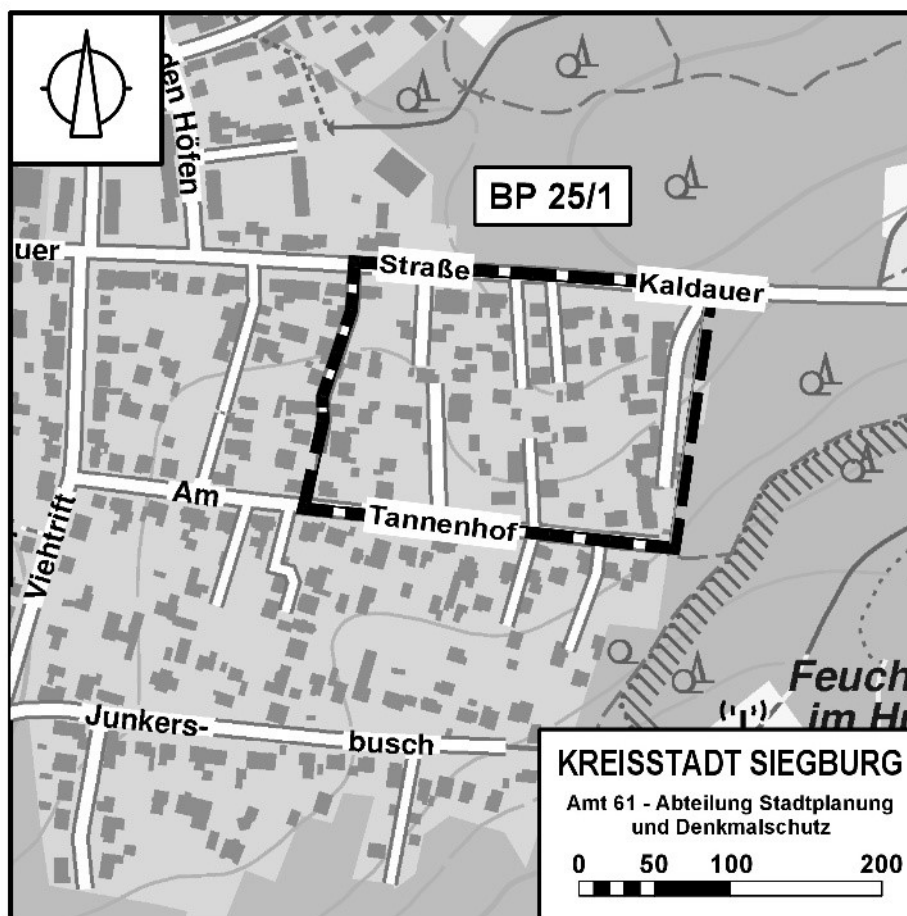 den Höfen
BP 25/1
uer
Straße
Kaldauer
Am
Tannenhof
Viehtrift
Feuch
im Hu
Junkers-
busch
KREISSTADT SIEGBURG
Amt 61 - Abteilung Stadtplanung
und Denkmalschutz
0 50 100 200